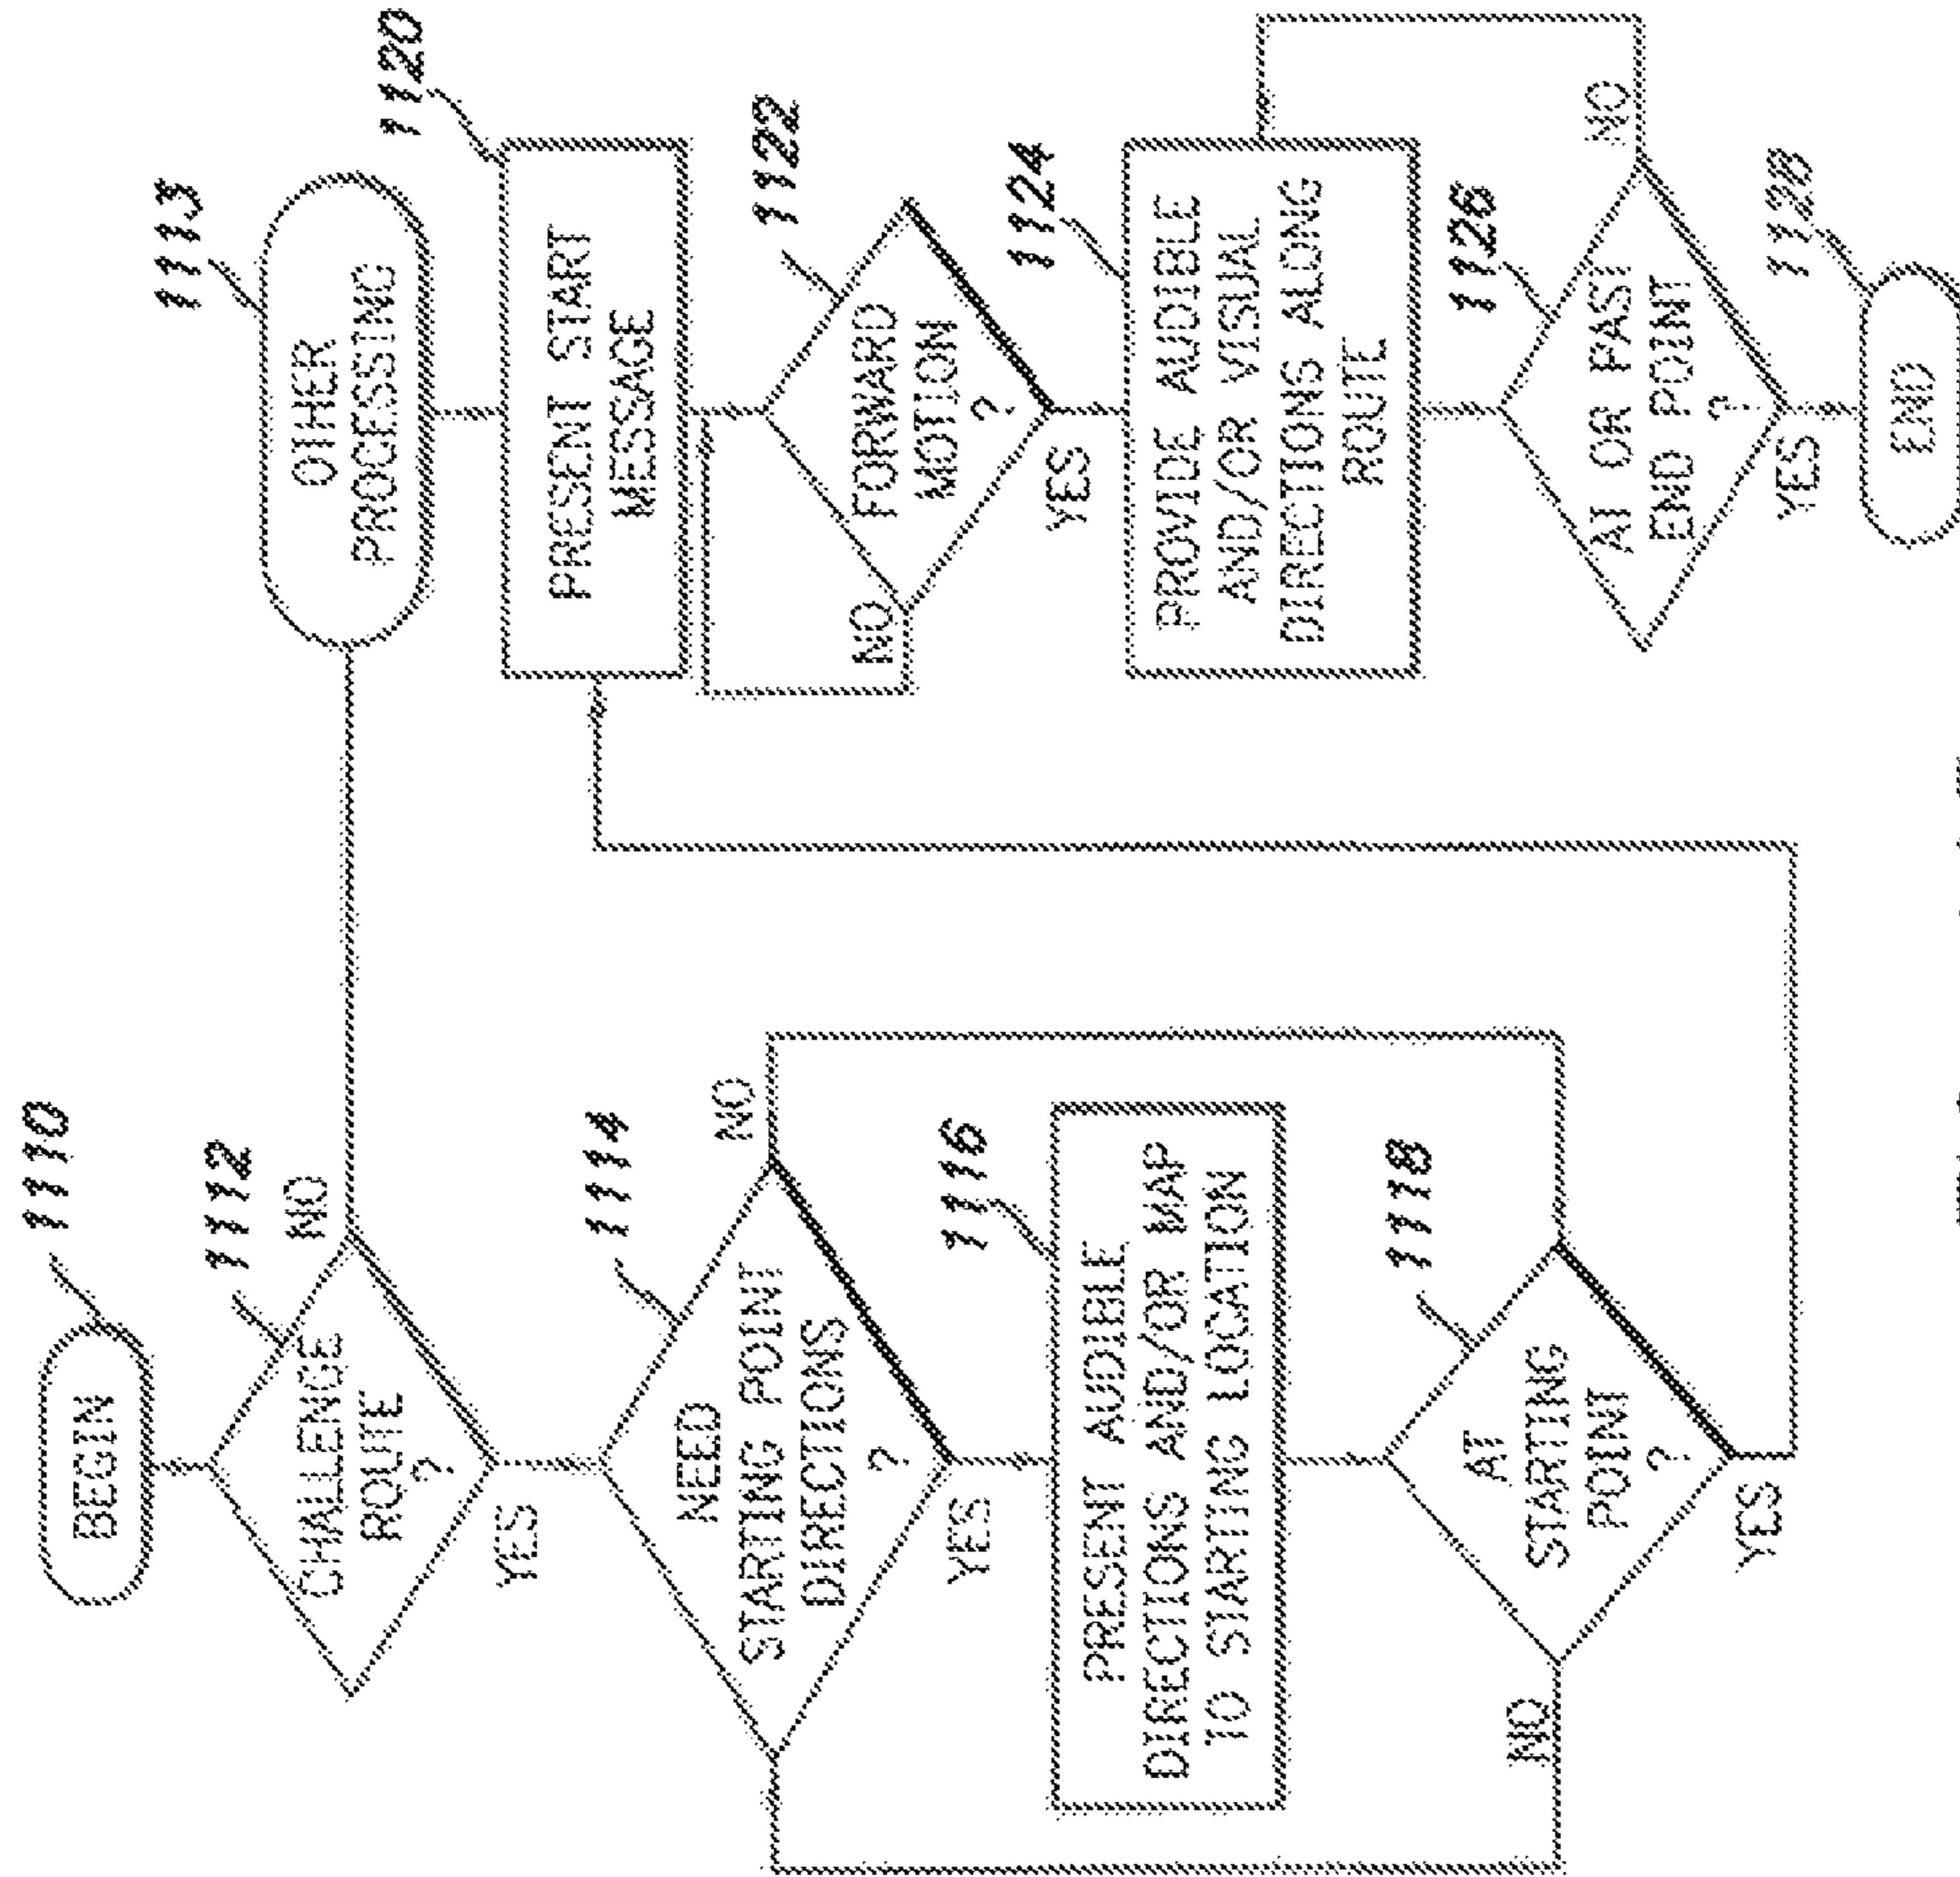 1110
BEGIN
1112
CHALLENGE
ROUTE
?
NO
YES
1114
NEED
STARTING POINT
DIRECTIONS
?
NO
YES
1116
PRESENT AUDIBLE
DIRECTIONS AND/OR MAP
TO STARTING LOCATION
1118
AT
STARTING
POINT
?
NO
YES
1113
OTHER
PROCESSING
1120
PRESENT START
MESSAGE
1122
FORWARD
MOTION
?
NO
YES
1124
PROVIDE AUDIBLE
AND/OR VISUAL
DIRECTIONS ALONG
ROUTE
1126
AT OR PAST
END POINT
?
NO
YES
1128
END